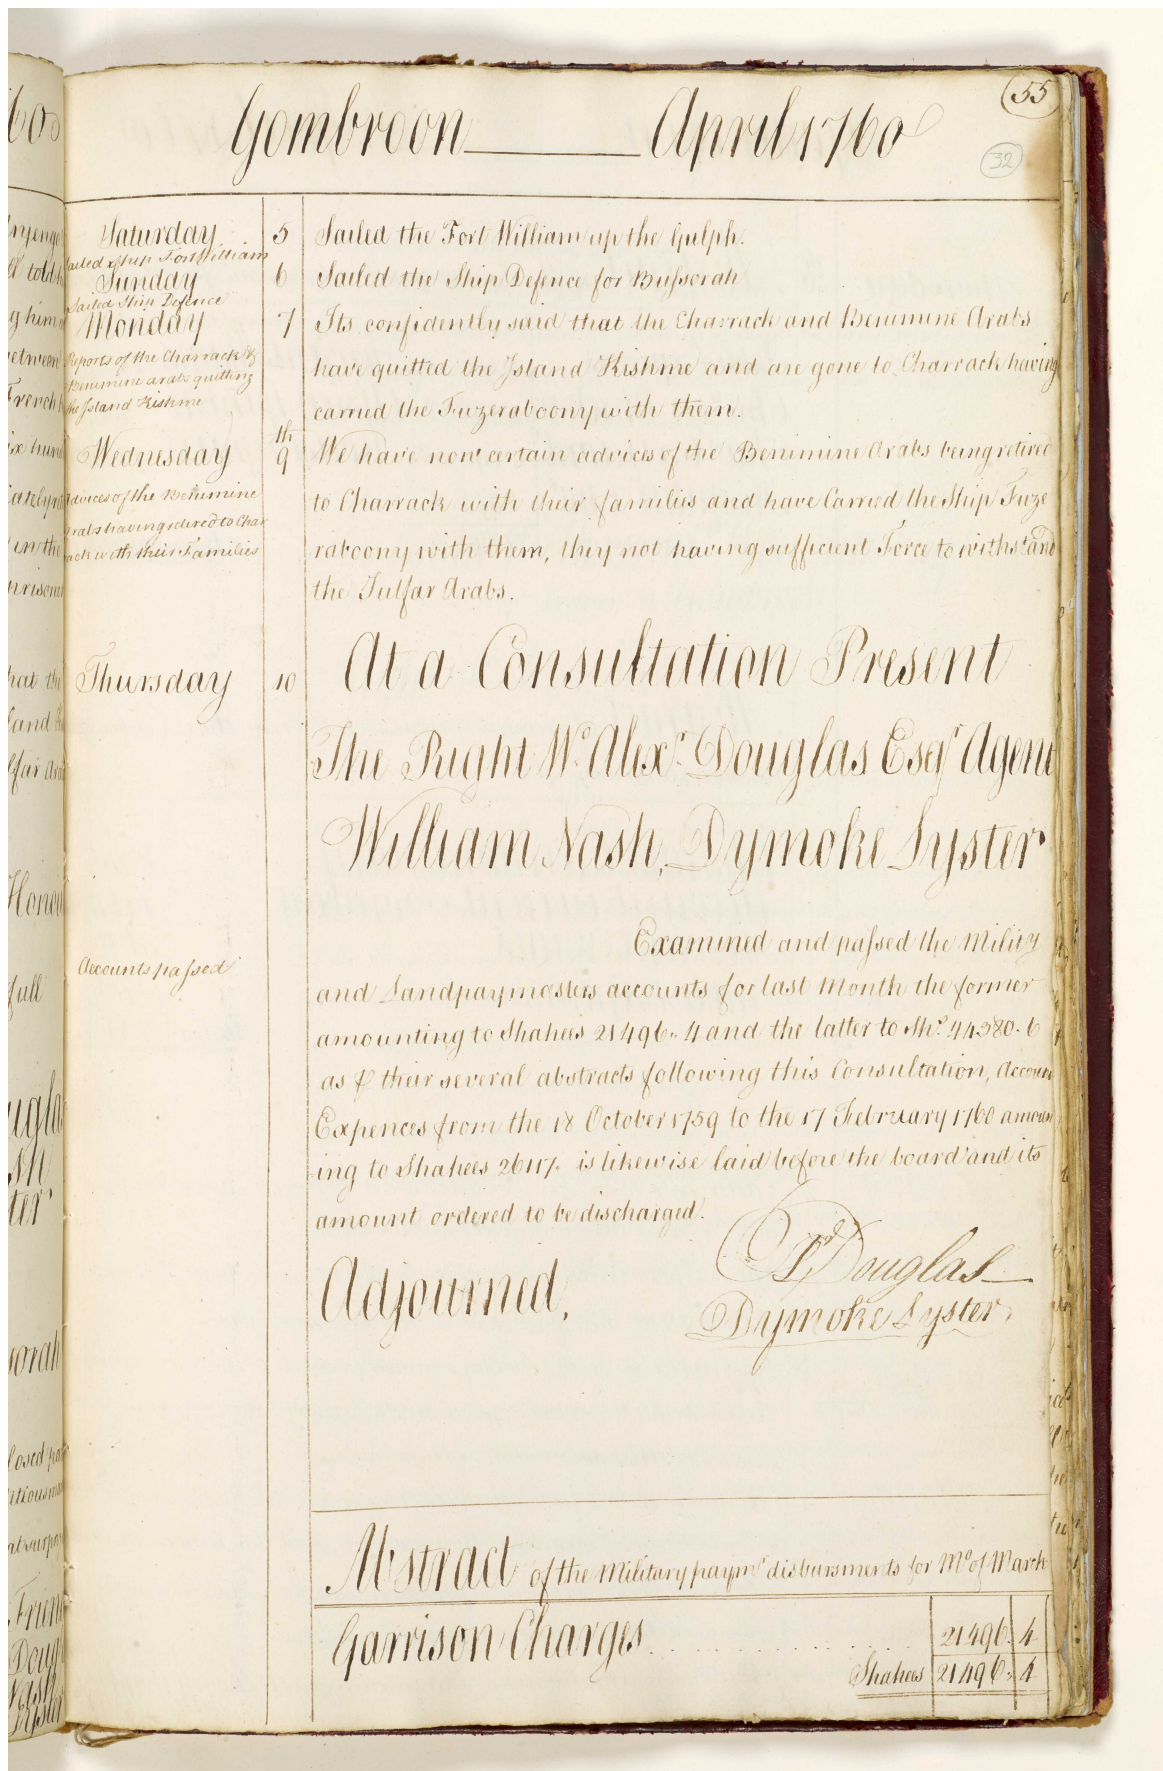 55
32
Gombroon April 1760
Saturday 5 Sailed the Fort William up the Gulph.
Sailed Ship Fort William
Sunday 6 Sailed the Ship Defence for Bussorah
Sailed Ship Defence
Monday 7 Its confidently said that the Charrack and Benimine Arabs
Reports of the Charrack &
Benimine arabs quitting
the Island Kishme
have quitted the Island Kishme and are gone to Charrack having
carried the Fuzeraboony with them.
Wednesday 9th We have now certain advices of the Benimine Arabs being retired
Advices of the Benimine
Arabs having retired to Char
ack with their Families
to Charrack with their families and have Carried the Ship Fuze
raboony with them, they not having sufficient Force to withstand
the Julfar Arabs.
Thursday 10 At a Consultation Present
The Right Wo. Alexr. Douglas Esqr Agent
William Nash, Dymoke Lyster
Accounts passed
Examined and passed the Militry
and Landpaymasters accounts for last Month the former
amounting to Shahees 21496.. 4 and the latter to Shs. 44380. 6
as ⅌ their several abstracts following this Consultation, Account
Expences from the 18 October 1759 to the 17 February 1760 amount
ing to Shahees 26117. is likewise laid before the board and its
amount ordered to be discharged.
Adjourned,
Douglas
Dymoke Lyster
Abstract of the Military paymrs disbursments for Mo of March
Garrison Charges 21496. 4
Shahees 21496.. 4